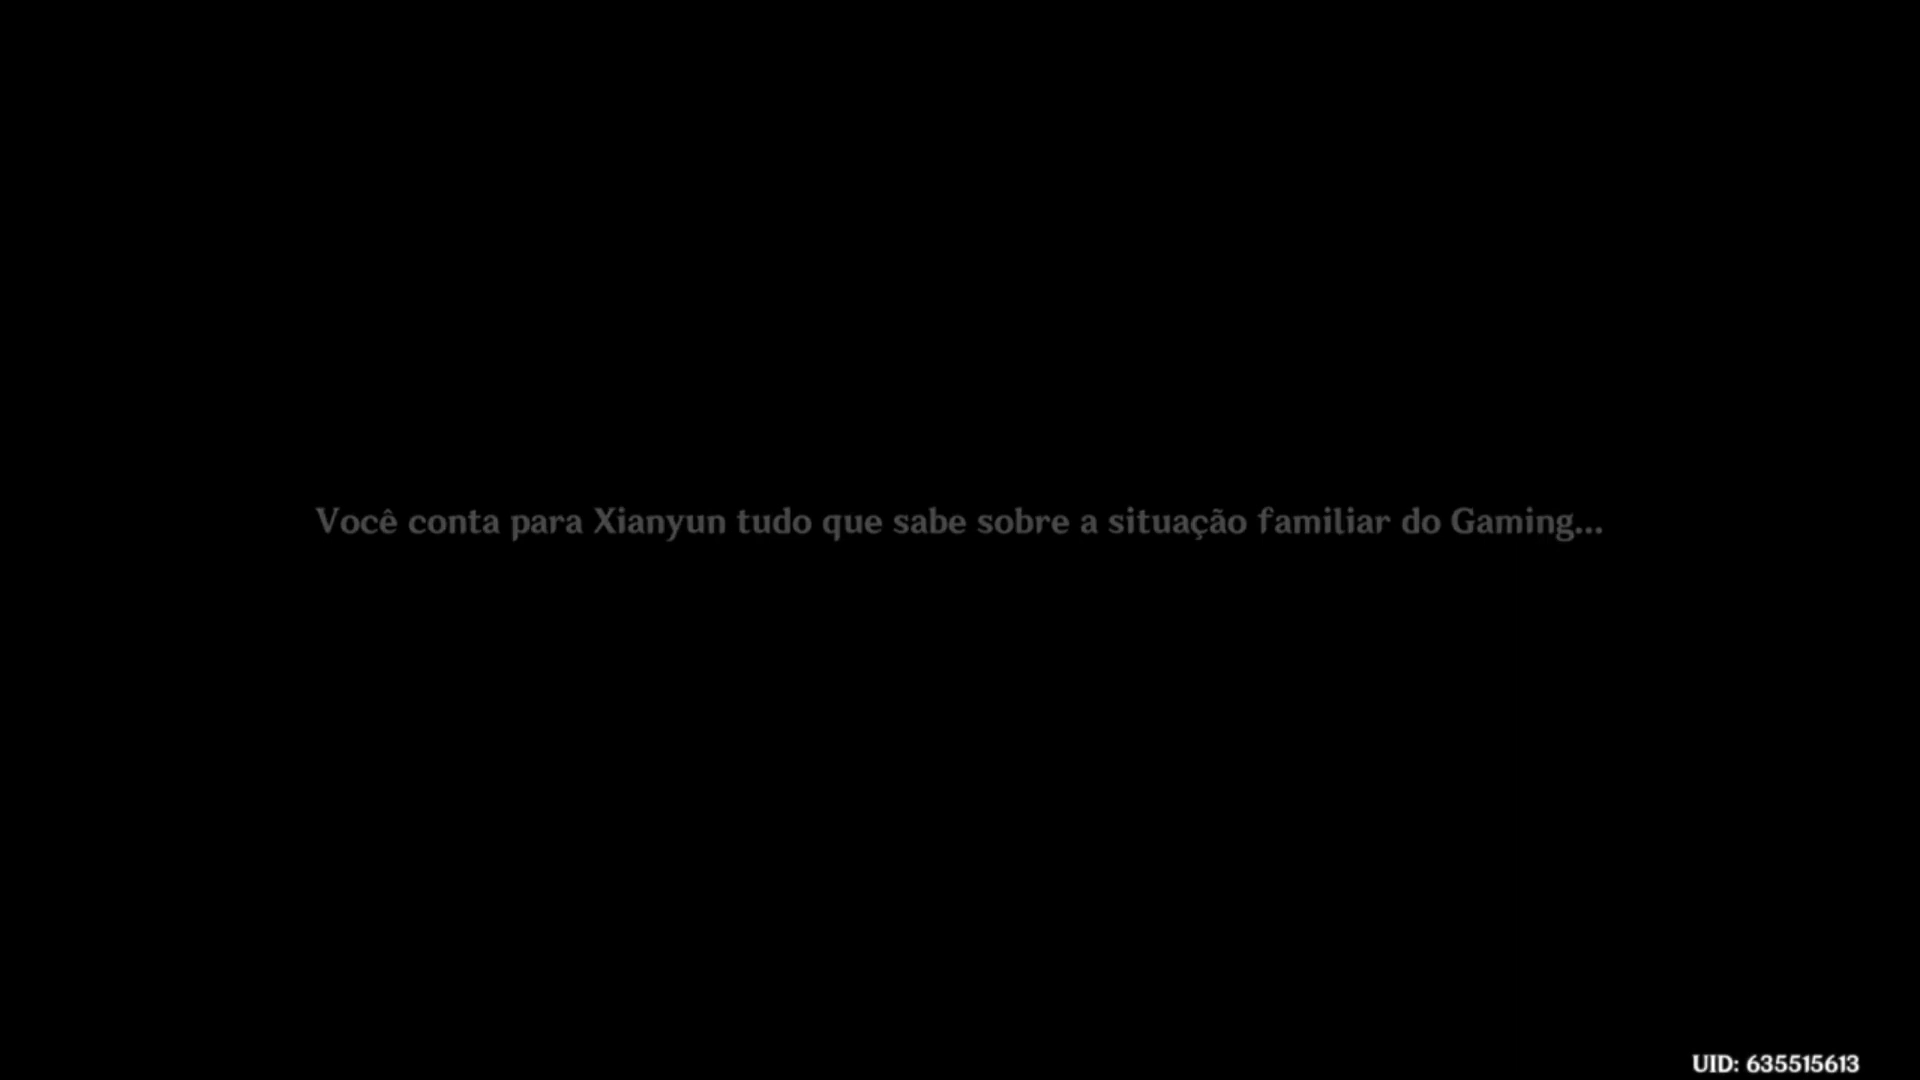 Você conta para Xianyun tudo que sabe sobre a situação familiar do Gaming...
UID: 635515613